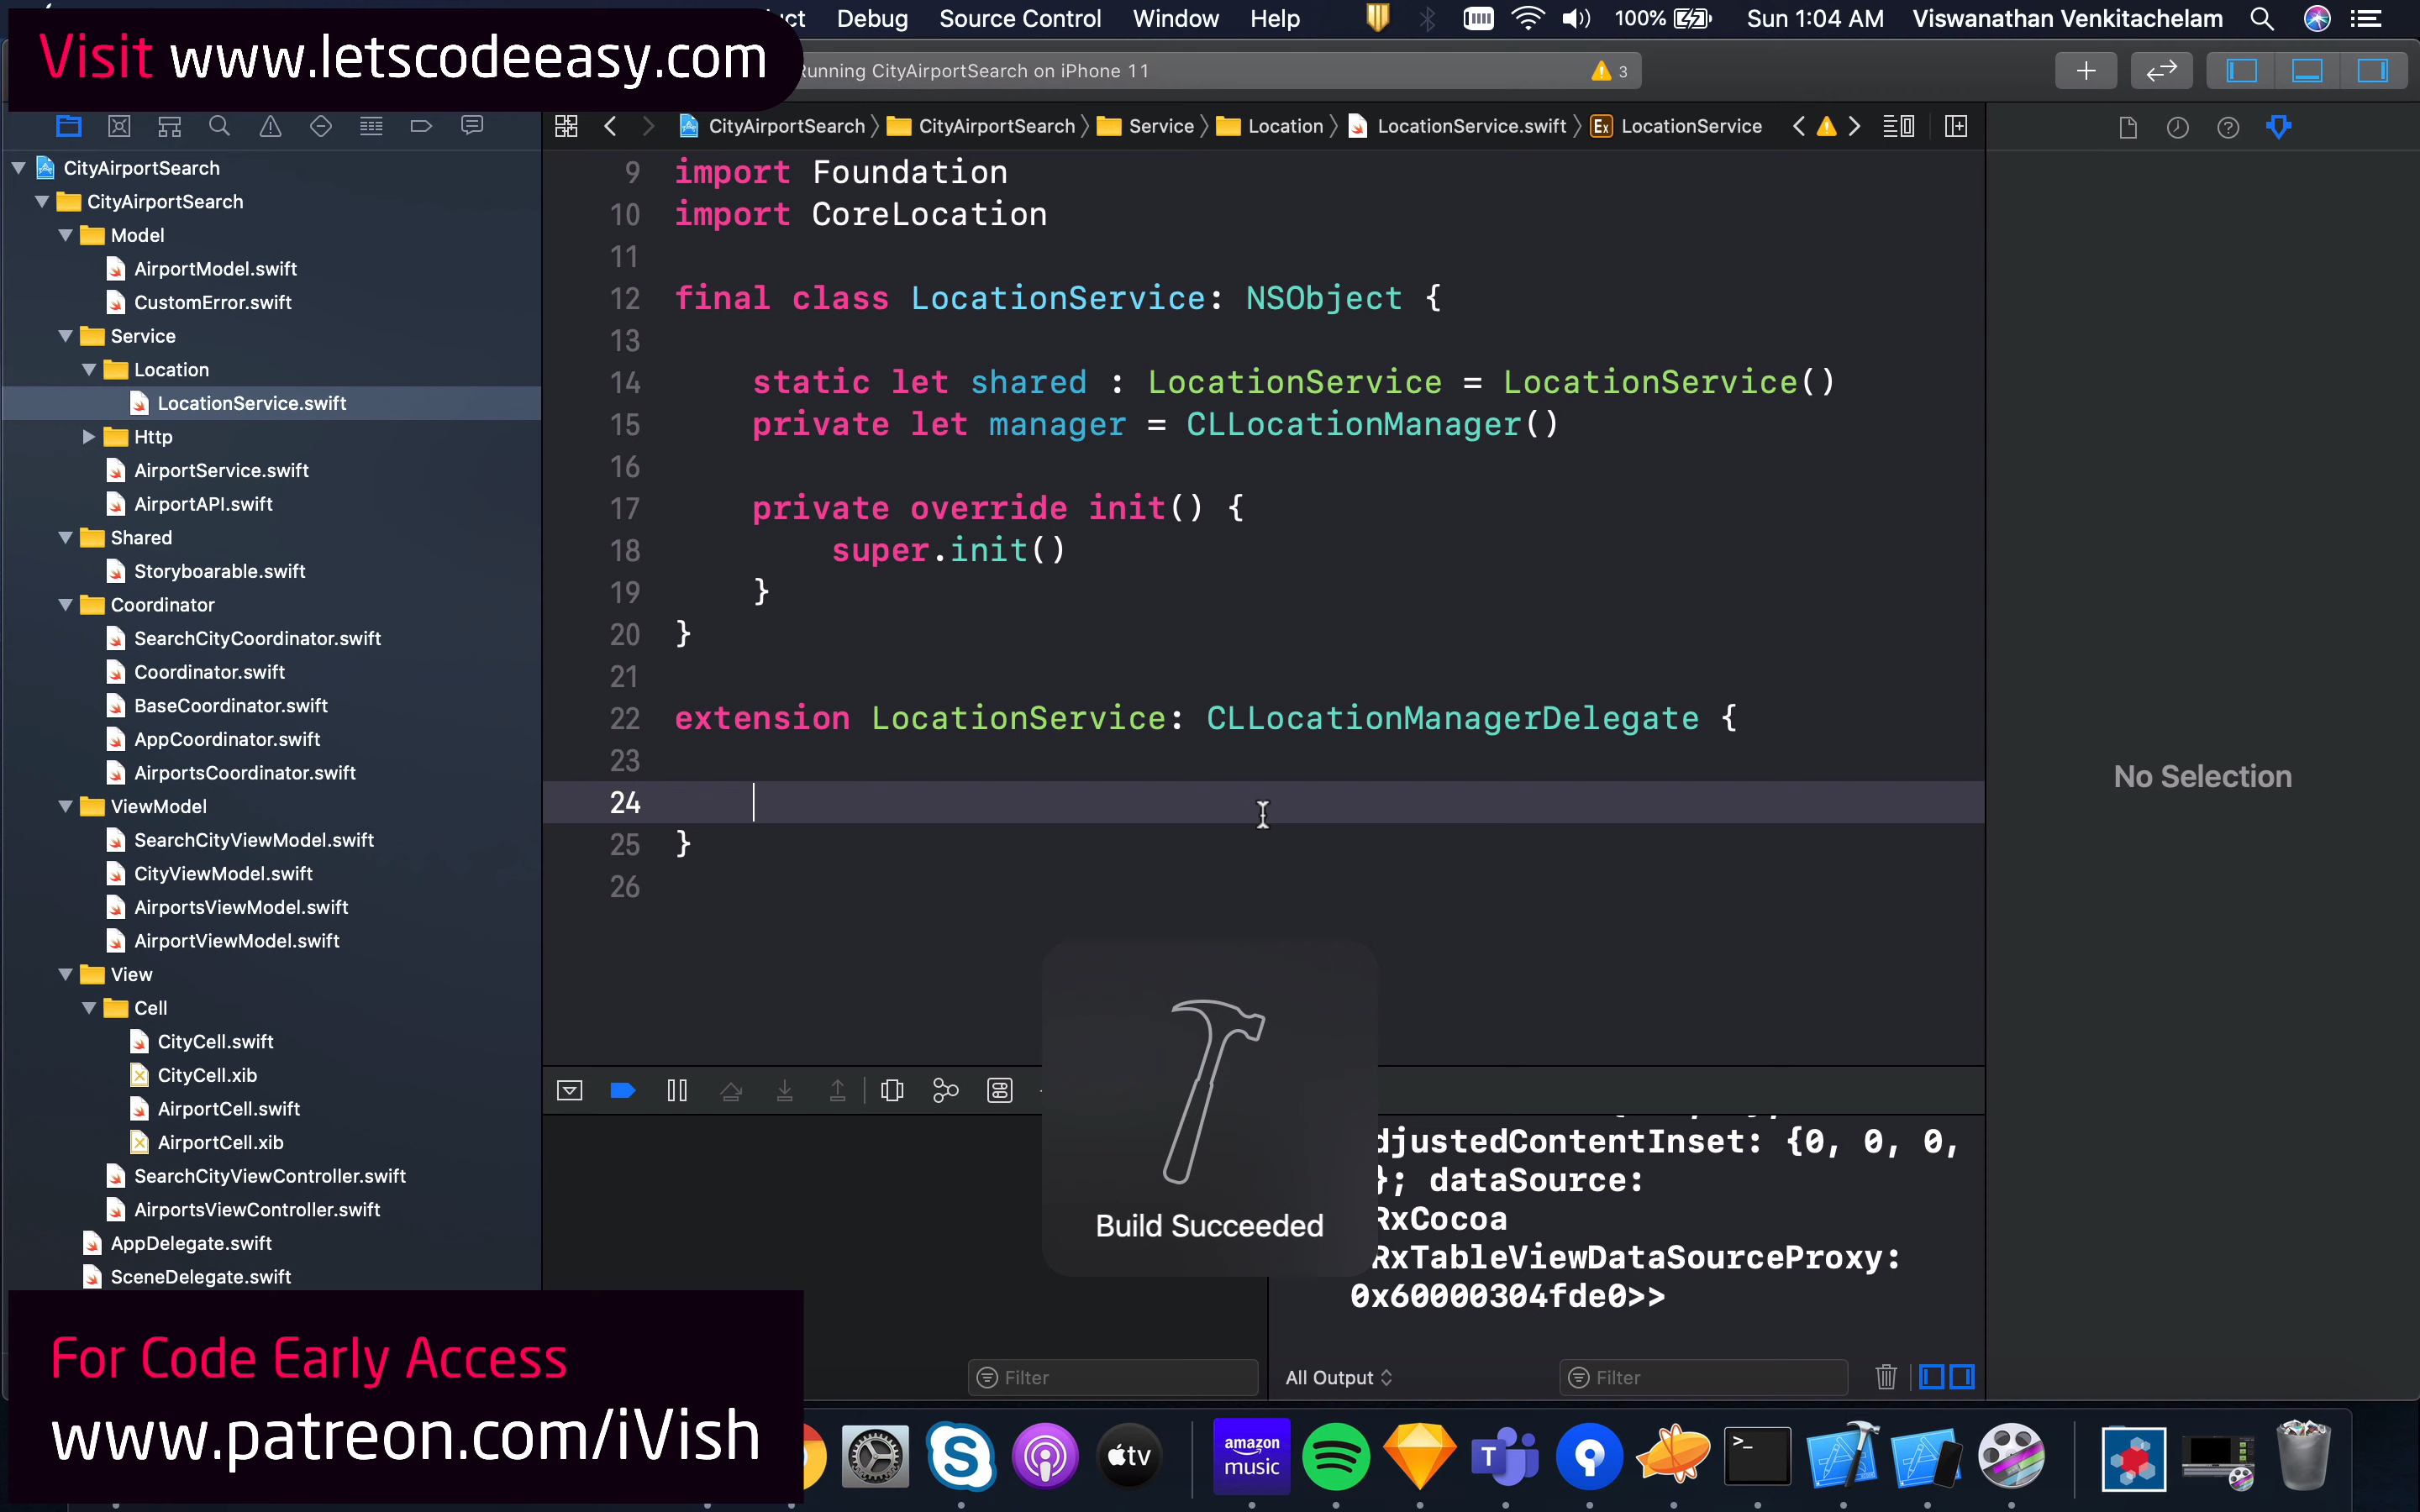 Visit www.letscodeeasy.com
Debug Source Control Window Help 100% Sun 1:04 AM Viswanathan Venkitachelam
Running CityAirportSearch on iPhone 11 3
CityAirportSearch CityAirportSearch Service Location LocationService.swift Ex LocationService
CityAirportSearch
CityAirportSearch
Model
AirportModel.swift
CustomError.swift
Service
Location
LocationService.swift
Http
AirportService.swift
AirportAPI.swift
Shared
Storyboarable.swift
Coordinator
SearchCityCoordinator.swift
Coordinator.swift
BaseCoordinator.swift
AppCoordinator.swift
AirportsCoordinator.swift
ViewModel
SearchCityViewModel.swift
CityViewModel.swift
AirportsViewModel.swift
AirportViewModel.swift
View
Cell
CityCell.swift
CityCell.xib
AirportCell.swift
AirportCell.xib
SearchCityViewController.swift
AirportsViewController.swift
AppDelegate.swift
SceneDelegate.swift
9 import Foundation
10 import CoreLocation
11
12 final class LocationService: NSObject {
13
14 static let shared : LocationService = LocationService()
15 private let manager = CLLocationManager()
16
17 private override init() {
18 super.init()
19 }
20 }
21
22 extension LocationService: CLLocationManagerDelegate {
23
24
25 }
26
No Selection
Build Succeeded
djustedContentInset: {0, 0, 0,
}; dataSource:
RxCocoa
RxTableViewDataSourceProxy:
0x60000304fde0>>
Filter
All Output
Filter
For Code Early Access
www.patreon.com/iVish
tv
amazon
music
T
>_